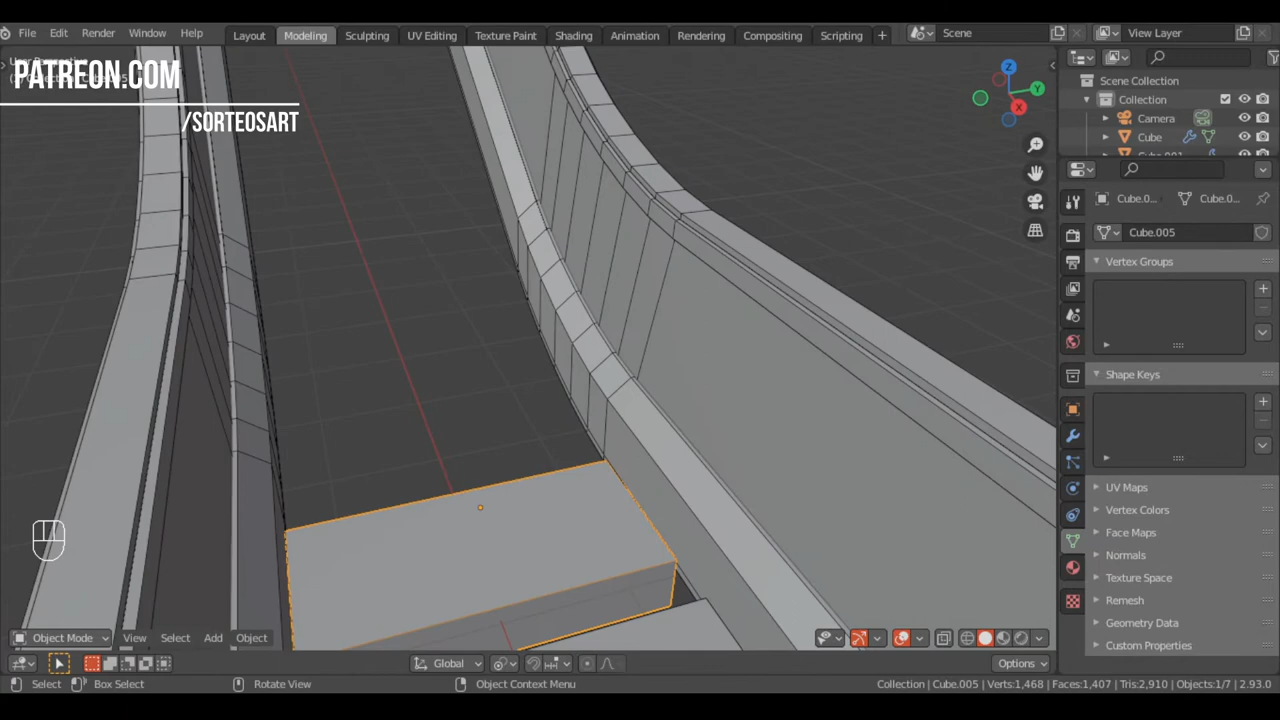 File Edit Render Window Help Layout Modeling Sculpting UV Editing Texture Paint Shading Animation Rendering Compositing Scripting + Scene View Layer
PATREON.COM
/SORTEOSART
Z
Y
X
Scene Collection
Collection
Camera
Cube
Cube.0... Cube.0...
Cube.005
Vertex Groups
Shape Keys
UV Maps
Vertex Colors
Face Maps
Normals
Texture Space
Remesh
Geometry Data
Custom Properties
Object Mode View Select Add Object
Global Options
Select Box Select Rotate View Object Context Menu Collection | Cube.005 | Verts:1,468 | Faces:1,407 | Tris:2,910 | Objects:1/7 | 2.93.0